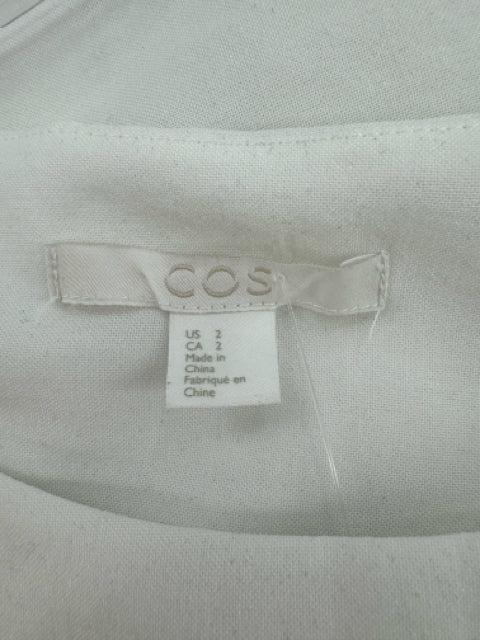 COS
US 2
CA 2
Made in
China
Fabriqué en
Chine